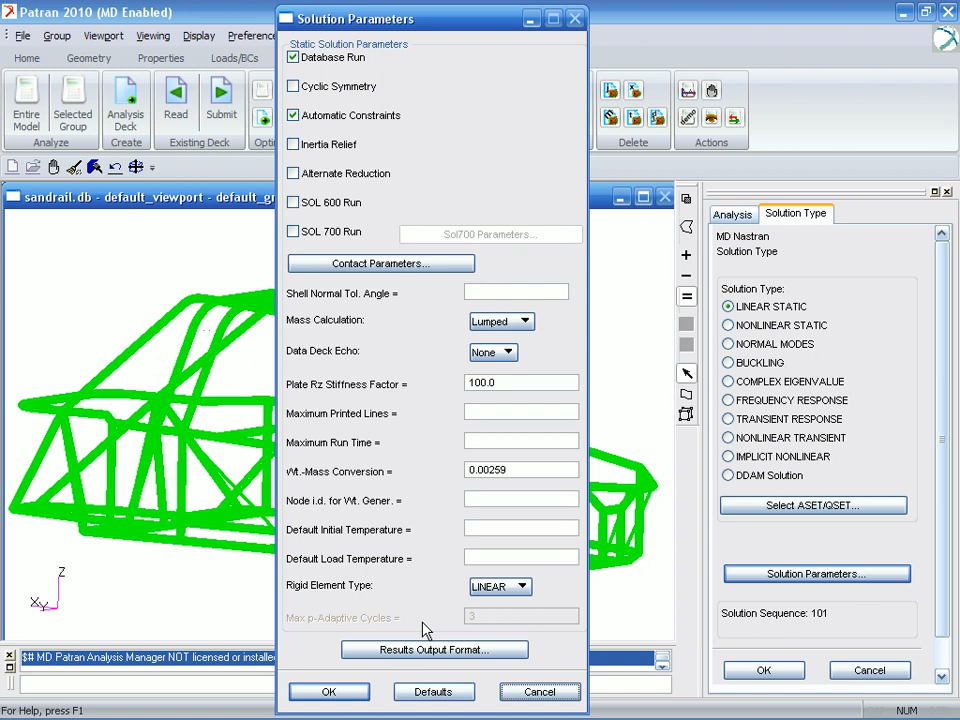 Patran 2010 (MD Enabled)
File Group Viewport Viewing Display Preference
Home Geometry Properties Loads/BCs
Entire Model
Selected Group
Analysis Deck
Read
Submit
Analyze
Create
Existing Deck
Opti
Delete
Actions
sandrail.db - default_viewport - default_gr
Z
X
Y
Solution Parameters
Static Solution Parameters
Database Run
Cyclic Symmetry
Automatic Constraints
Inertia Relief
Alternate Reduction
SOL 600 Run
SOL 700 Run
Sol700 Parameters...
Contact Parameters...
Shell Normal Tol. Angle =
Mass Calculation: Lumped
Data Deck Echo: None
Plate Rz Stiffness Factor = 100.0
Maximum Printed Lines =
Maximum Run Time =
Wt.-Mass Conversion = 0.00259
Node i.d. for Wt. Gener. =
Default Initial Temperature =
Default Load Temperature =
Rigid Element Type: LINEAR
Max p-Adaptive Cycles = 3
Results Output Format...
OK Defaults Cancel
Analysis Solution Type
MD Nastran
Solution Type
Solution Type:
LINEAR STATIC
NONLINEAR STATIC
NORMAL MODES
BUCKLING
COMPLEX EIGENVALUE
FREQUENCY RESPONSE
TRANSIENT RESPONSE
NONLINEAR TRANSIENT
IMPLICIT NONLINEAR
DDAM Solution
Select ASET/QSET...
Solution Parameters...
Solution Sequence: 101
OK Cancel
$# MD Patran Analysis Manager NOT licensed or installe
For Help, press F1
NUM